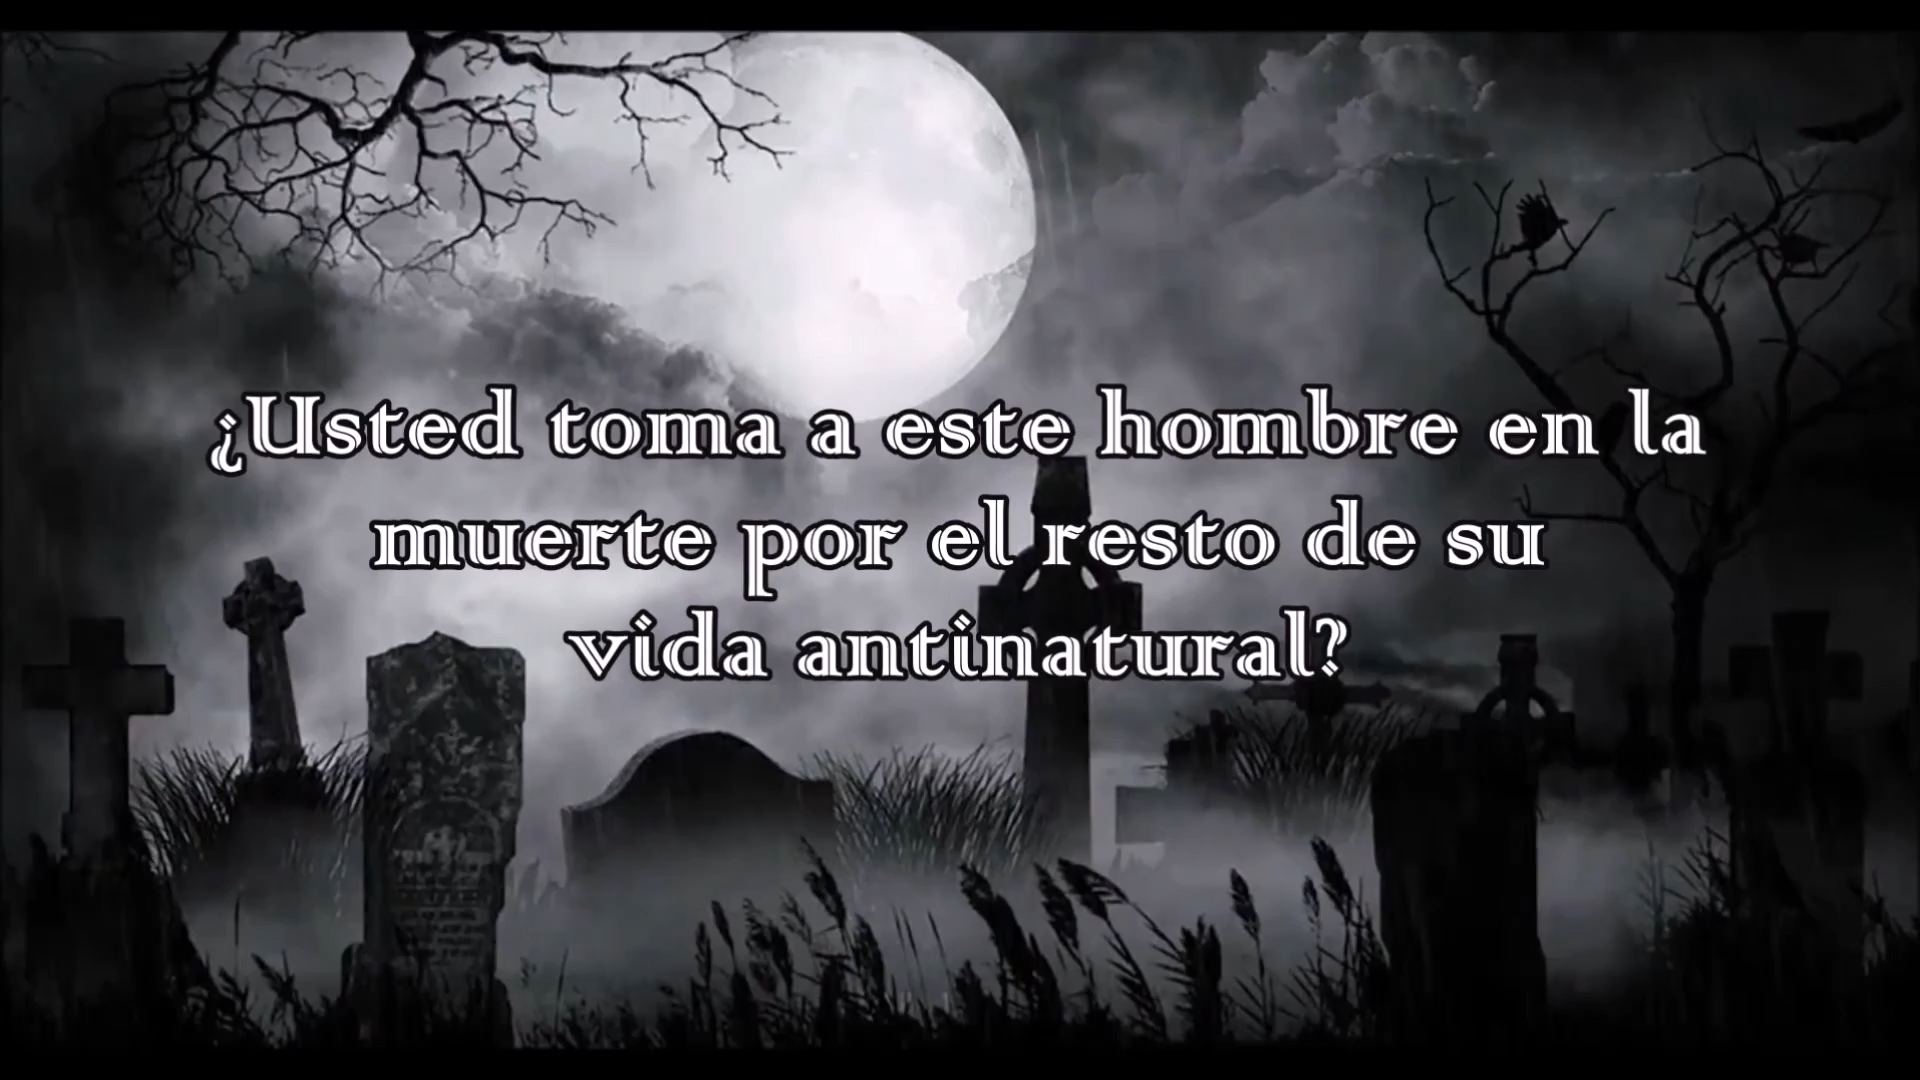 ¿Usted toma a este hombre en la
muerte por el resto de su
vida antinatural?